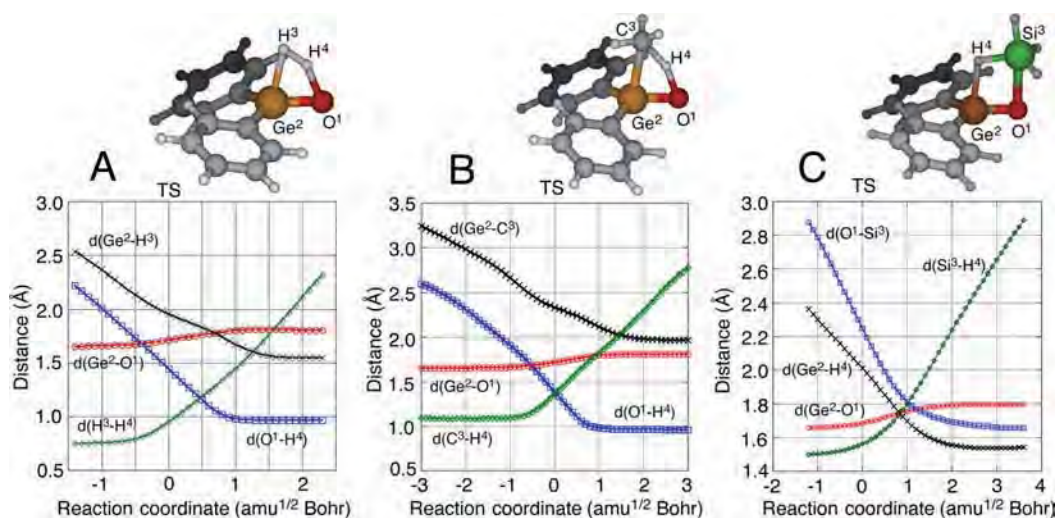 H³
H⁴
Ge²
O¹
A
TS
3.0
2.5
2.0
1.5
1.0
0.5
Distance (Å)
d(Ge²-H³)
d(Ge²-O¹)
d(H³-H⁴)
d(O¹-H⁴)
-1 0 1 2
Reaction coordinate (amu¹/² Bohr)
C³
H⁴
Ge²
O¹
B
TS
3.5
3.0
2.5
2.0
1.5
1.0
0.5
Distance (Å)
d(Ge²-C³)
d(Ge²-O¹)
d(C³-H⁴)
d(O¹-H⁴)
-3 -2 -1 0 1 2 3
Reaction coordinate (amu¹/² Bohr)
Si³
H⁴
Ge²
O¹
C
TS
3.0
2.8
2.6
2.4
2.2
2.0
1.8
1.6
1.4
Distance (Å)
d(O¹-Si³)
d(Si³-H⁴)
d(Ge²-H⁴)
d(Ge²-O¹)
-2 -1 0 1 2 3 4
Reaction coordinate (amu¹/² Bohr)